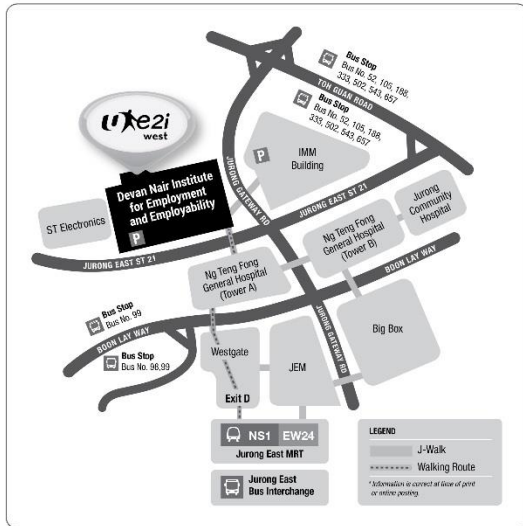 Bus Stop
Bus No. 52, 105, 188,
333, 502, 543, 657
TOH GUAN ROAD
Bus Stop
Bus No. 52, 105, 188,
333, 502, 543, 657
U e2i
west
P
IMM
Building
JURONG GATEWAY RD
Devan Nair Institute
for Employment
and Employability
P
ST Electronics
JURONG EAST ST 21
JURONG EAST ST 21
Jurong
Community
Hospital
Ng Teng Fong
General Hospital
(Tower B)
Ng Teng Fong
General Hospital
(Tower A)
BOON LAY WAY
Bus Stop
Bus No. 99
BOON LAY WAY
Bus Stop
Bus No. 98,99
JURONG GATEWAY RD
Big Box
Westgate
JEM
Exit D
NS1 EW24
Jurong East MRT
Jurong East
Bus Interchange
LEGEND
J-Walk
Walking Route
* Information is correct at time of print
or online posting.